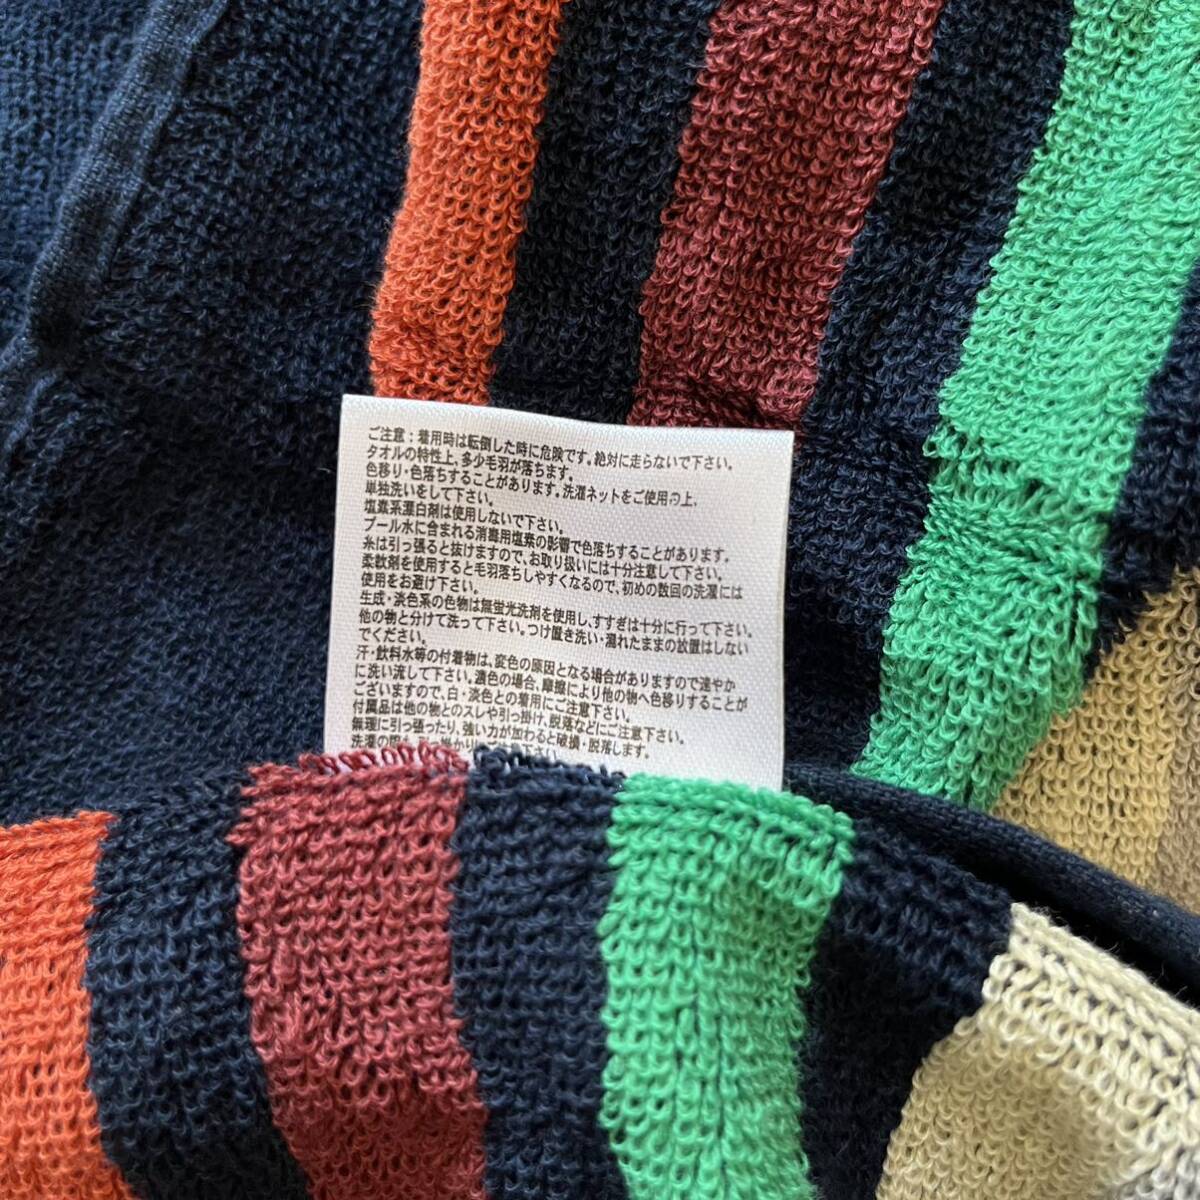 ご注意：着用時は転倒した時に危険です。絶対に走らないで下さい。
タオルの特性上、多少毛羽が落ちます。
色移り・色落ちすることがあります。洗濯ネットをご使用の上、
単独洗いをして下さい。
塩素系漂白剤は使用しないで下さい。
プール水に含まれる消毒用塩素の影響で色落ちすることがあります。
糸は引っ張ると抜けますので、お取り扱いには十分注意して下さい。
柔軟剤を使用すると毛羽落ちしやすくなるので、初めの数回の洗濯には
使用をお避け下さい。
生成・淡色系の色物は無蛍光洗剤を使用し、すすぎは十分に行って下さい。
他の物と分けて洗って下さい。つけ置き洗い・濡れたままの放置はしない
でください。
汗・飲料水等の付着物は、変色の原因となる場合がありますので速やか
に洗い流して下さい。濃色の場合、摩擦により他の物へ色移りすることが
ございますので、白・淡色との着用にご注意下さい。
付属品は他の物とのスレや引っ掛け、脱落などにご注意下さい。
無理に引っ張ったり、強い力が加わると破損・脱落します。
洗濯の際も、引っ掛かり